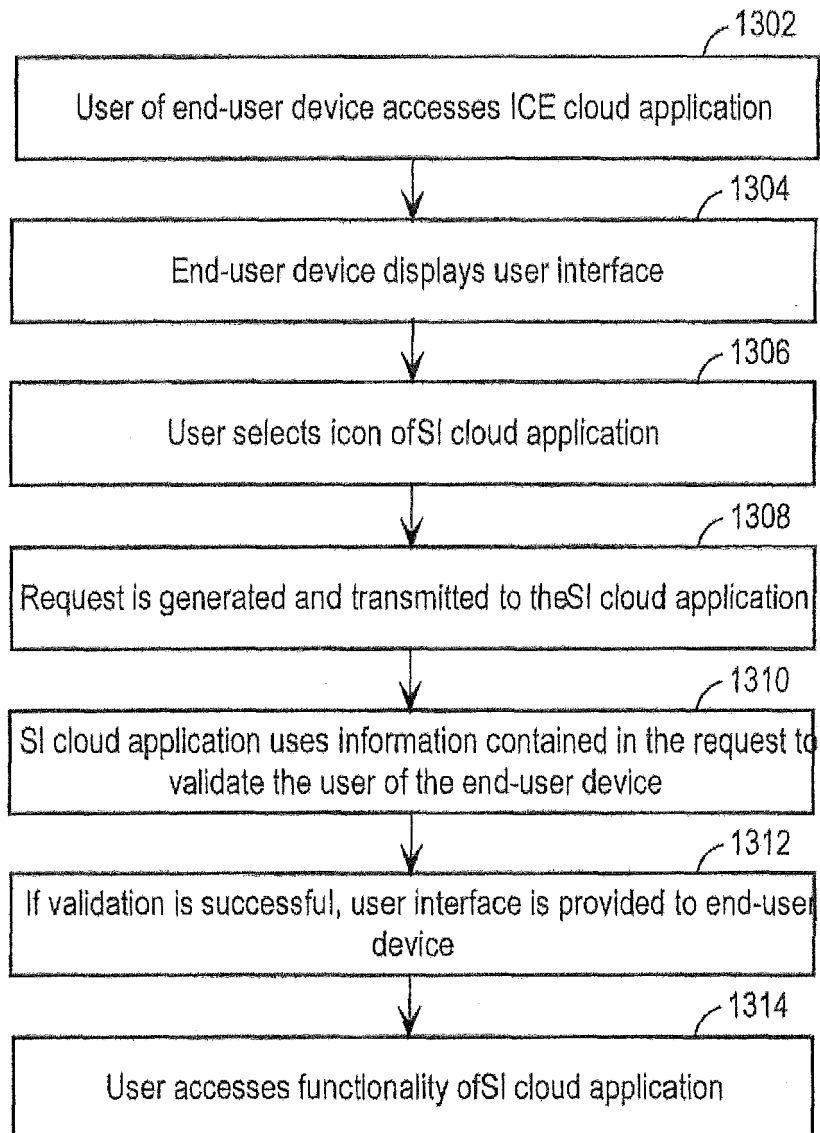 1302
User of end-user device accesses ICE cloud application
1304
End-user device displays user interface
1306
User selects icon ofSI cloud application
1308
Request is generated and transmitted to theSI cloud application
1310
SI cloud application uses information contained in the request to
validate the user of the end-user device
1312
If validation is successful, user interface is provided to end-user
device
1314
User accesses functionality ofSI cloud application